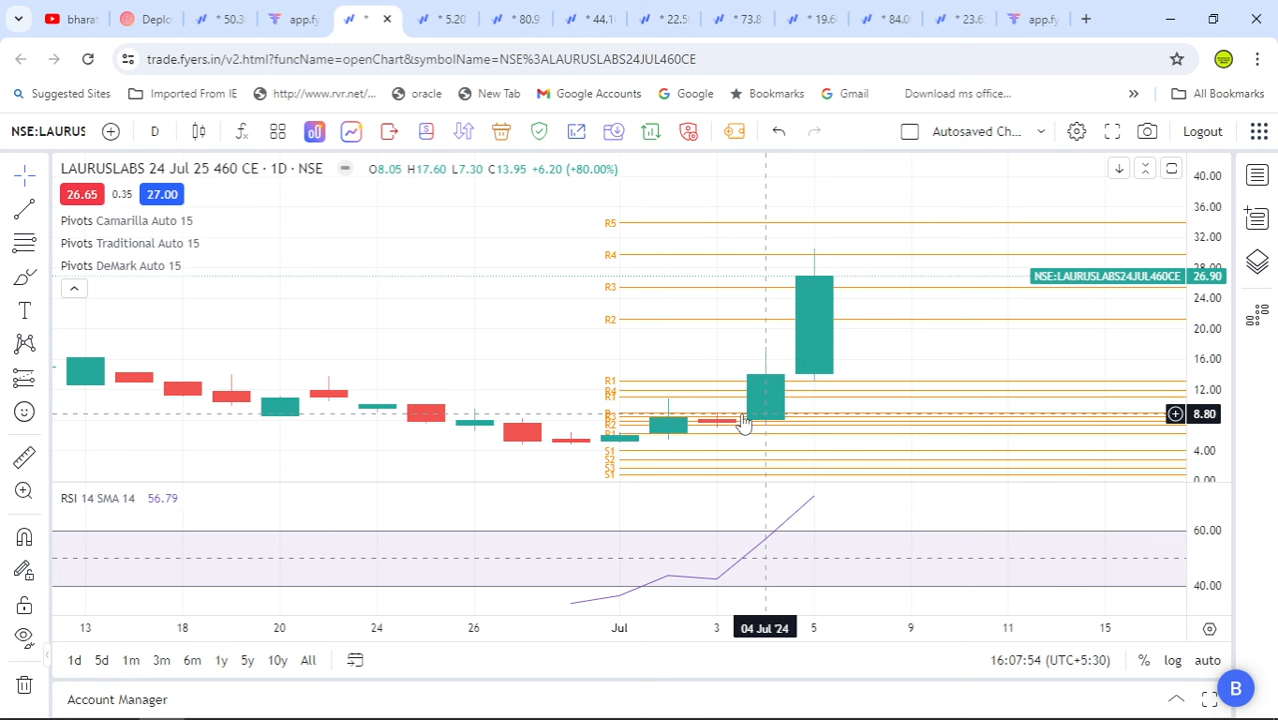 bharat
Deplo
* 50.3
app.fy
*
* 5.20
* 80.9
* 44.1
* 22.5
* 73.8
* 19.6
* 84.0
* 23.6
app.fy
trade.fyers.in/v2.html?funcName=openChart&symbolName=NSE%3ALAURUSLABS24JUL460CE
Suggested Sites
Imported From IE
http://www.rvr.net/...
oracle
New Tab
Google Accounts
Google
Bookmarks
Gmail
Download ms office...
»
All Bookmarks
NSE:LAURUS
D
Autosaved Ch...
Logout
LAURUSLABS 24 Jul 25 460 CE · 1D · NSE
O8.05 H17.60 L7.30 C13.95 +6.20 (+80.00%)
26.65
0.35
27.00
Pivots Camarilla Auto 15
Pivots Traditional Auto 15
Pivots DeMark Auto 15
R5
R4
R3
R2
R1
R4
R1
R3
R2
S1
S2
S3
S1
40.00
36.00
32.00
28.00
NSE:LAURUSLABS24JUL460CE 26.90
24.00
20.00
16.00
12.00
8.80
4.00
0.00
RSI 14 SMA 14 56.79
60.00
40.00
13
18
20
24
26
Jul
3
04 Jul '24
5
9
11
15
1d
5d
1m
3m
6m
1y
5y
10y
All
16:07:54 (UTC+5:30)
%
log
auto
Account Manager
B